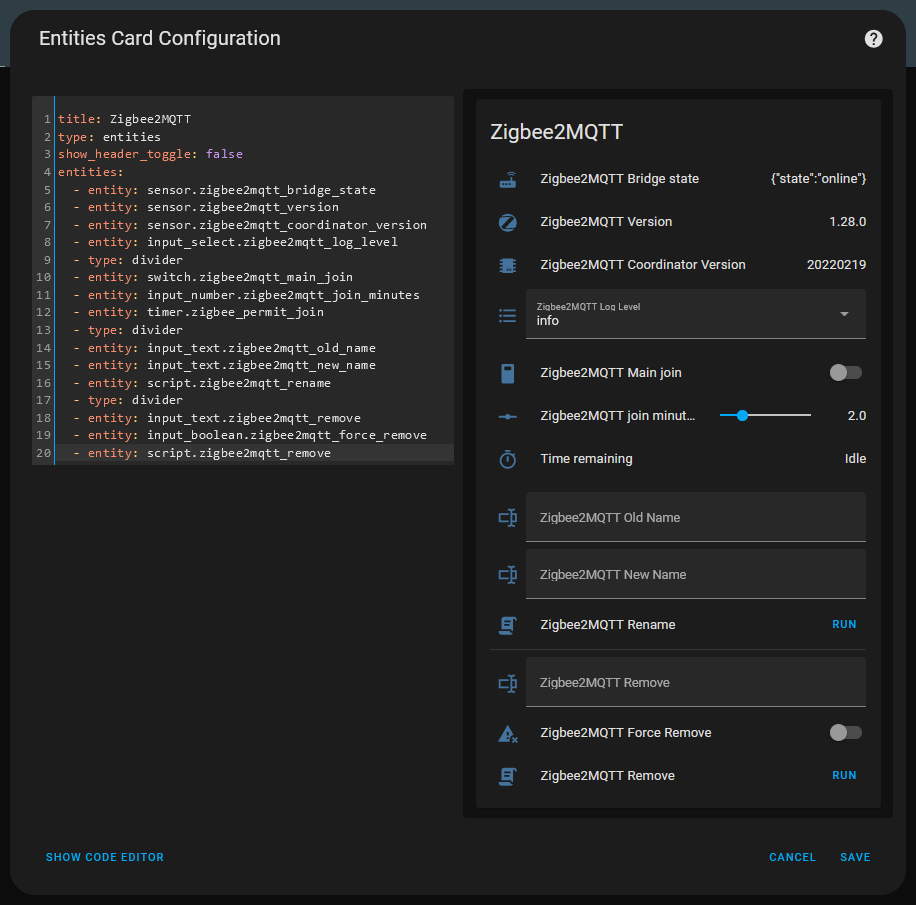 Entities Card Configuration
1 title: Zigbee2MQTT
2 type: entities
3 show_header_toggle: false
4 entities:
5 - entity: sensor.zigbee2mqtt_bridge_state
6 - entity: sensor.zigbee2mqtt_version
7 - entity: sensor.zigbee2mqtt_coordinator_version
8 - entity: input_select.zigbee2mqtt_log_level
9 - type: divider
10 - entity: switch.zigbee2mqtt_main_join
11 - entity: input_number.zigbee2mqtt_join_minutes
12 - entity: timer.zigbee_permit_join
13 - type: divider
14 - entity: input_text.zigbee2mqtt_old_name
15 - entity: input_text.zigbee2mqtt_new_name
16 - entity: script.zigbee2mqtt_rename
17 - type: divider
18 - entity: input_text.zigbee2mqtt_remove
19 - entity: input_boolean.zigbee2mqtt_force_remove
20 - entity: script.zigbee2mqtt_remove
Zigbee2MQTT
Zigbee2MQTT Bridge state {"state":"online"}
Zigbee2MQTT Version 1.28.0
Zigbee2MQTT Coordinator Version 20220219
Zigbee2MQTT Log Level
info
Zigbee2MQTT Main join
Zigbee2MQTT join minut... 2.0
Time remaining Idle
Zigbee2MQTT Old Name
Zigbee2MQTT New Name
Zigbee2MQTT Rename RUN
Zigbee2MQTT Remove
Zigbee2MQTT Force Remove
Zigbee2MQTT Remove RUN
SHOW CODE EDITOR CANCEL SAVE